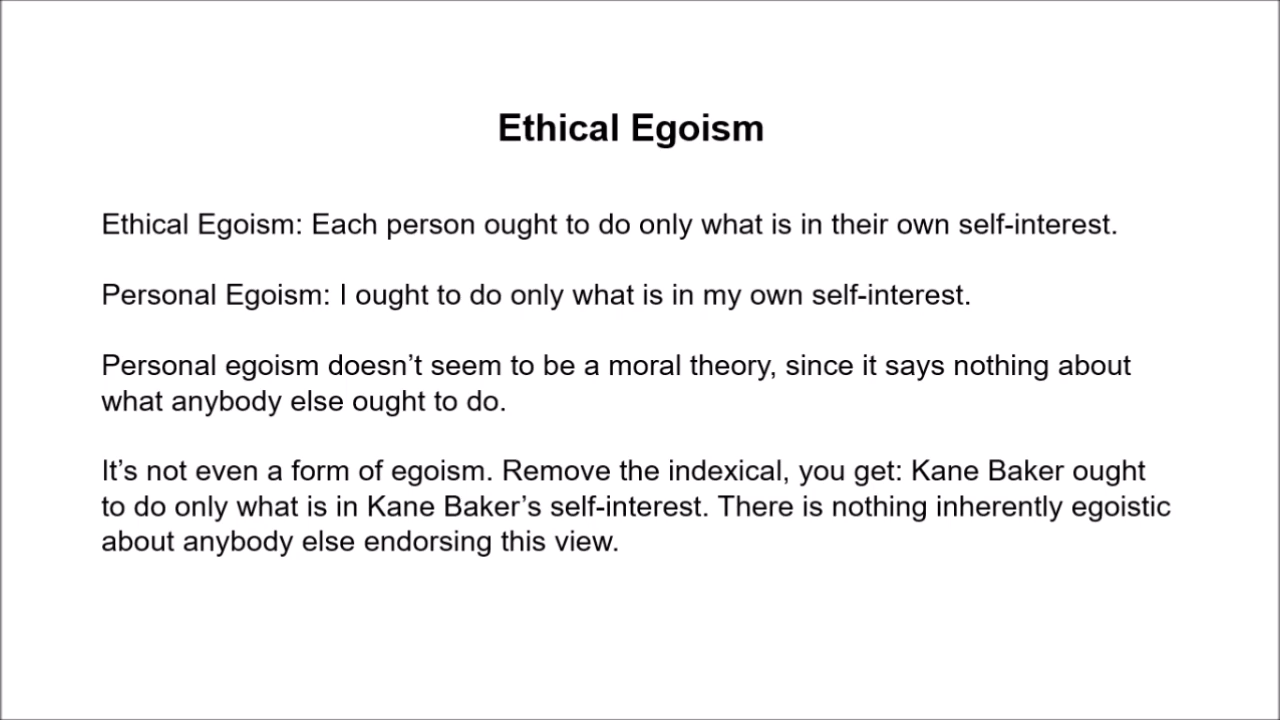 Ethical Egoism
Ethical Egoism: Each person ought to do only what is in their own self-interest.
Personal Egoism: I ought to do only what is in my own self-interest.
Personal egoism doesn’t seem to be a moral theory, since it says nothing about
what anybody else ought to do.
It’s not even a form of egoism. Remove the indexical, you get: Kane Baker ought
to do only what is in Kane Baker’s self-interest. There is nothing inherently egoistic
about anybody else endorsing this view.